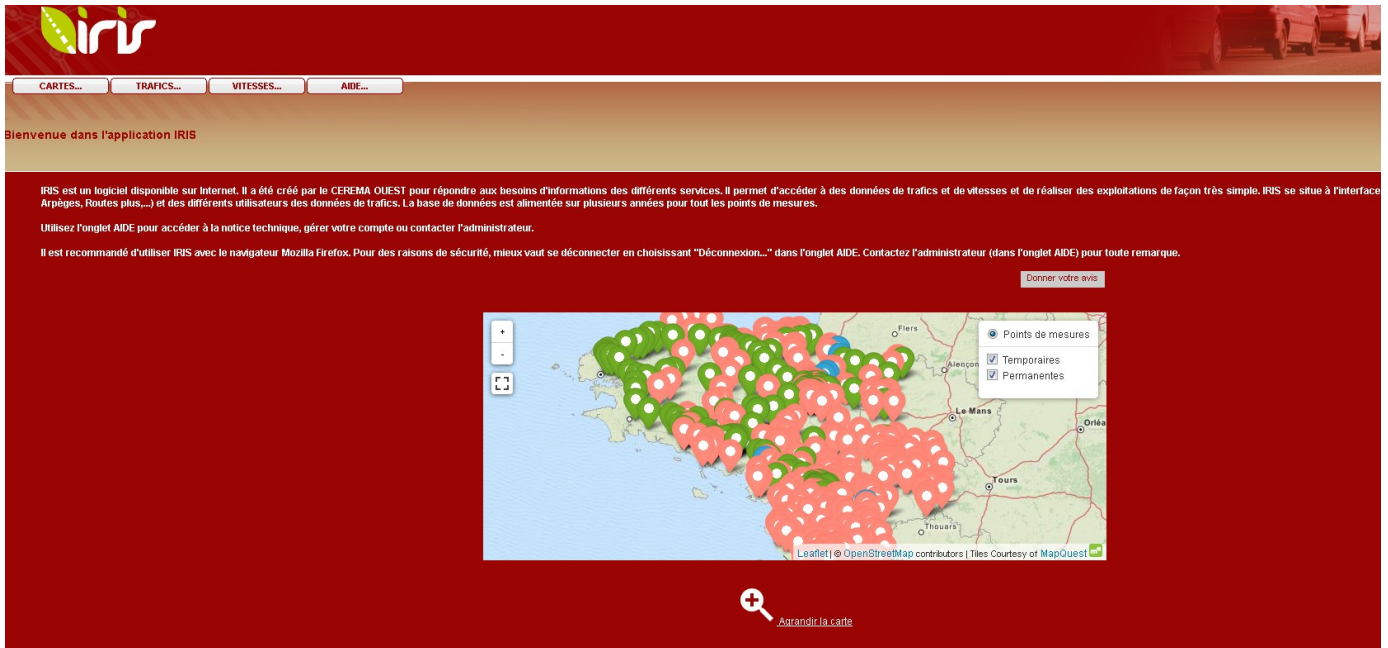 iris
CARTES...
TRAFICS...
VITESSES...
AIDE...
Bienvenue dans l'application IRIS
IRIS est un logiciel disponible sur Internet. Il a été créé par le CEREMA OUEST pour répondre aux besoins d'informations des différents services. Il permet d'accéder à des données de trafics et de vitesses et de réaliser des exploitations de façon très simple. IRIS se situe à l'interface
Arpèges, Routes plus,...) et des différents utilisateurs des données de trafics. La base de données est alimentée sur plusieurs années pour tout les points de mesures.
Utilisez l'onglet AIDE pour accéder à la notice technique, gérer votre compte ou contacter l'administrateur.
Il est recommandé d'utiliser IRIS avec le navigateur Mozilla Firefox. Pour des raisons de sécurité, mieux vaut se déconnecter en choisissant "Déconnexion..." dans l'onglet AIDE. Contactez l'administrateur (dans l'onglet AIDE) pour toute remarque.
Donner votre avis
+
-
Points de mesures
Temporaires
Permanentes
Flers
Alençon
Le Mans
Orléa
Tours
Thouars
Leaflet | © OpenStreetMap contributors | Tiles Courtesy of MapQuest
Agrandir la carte